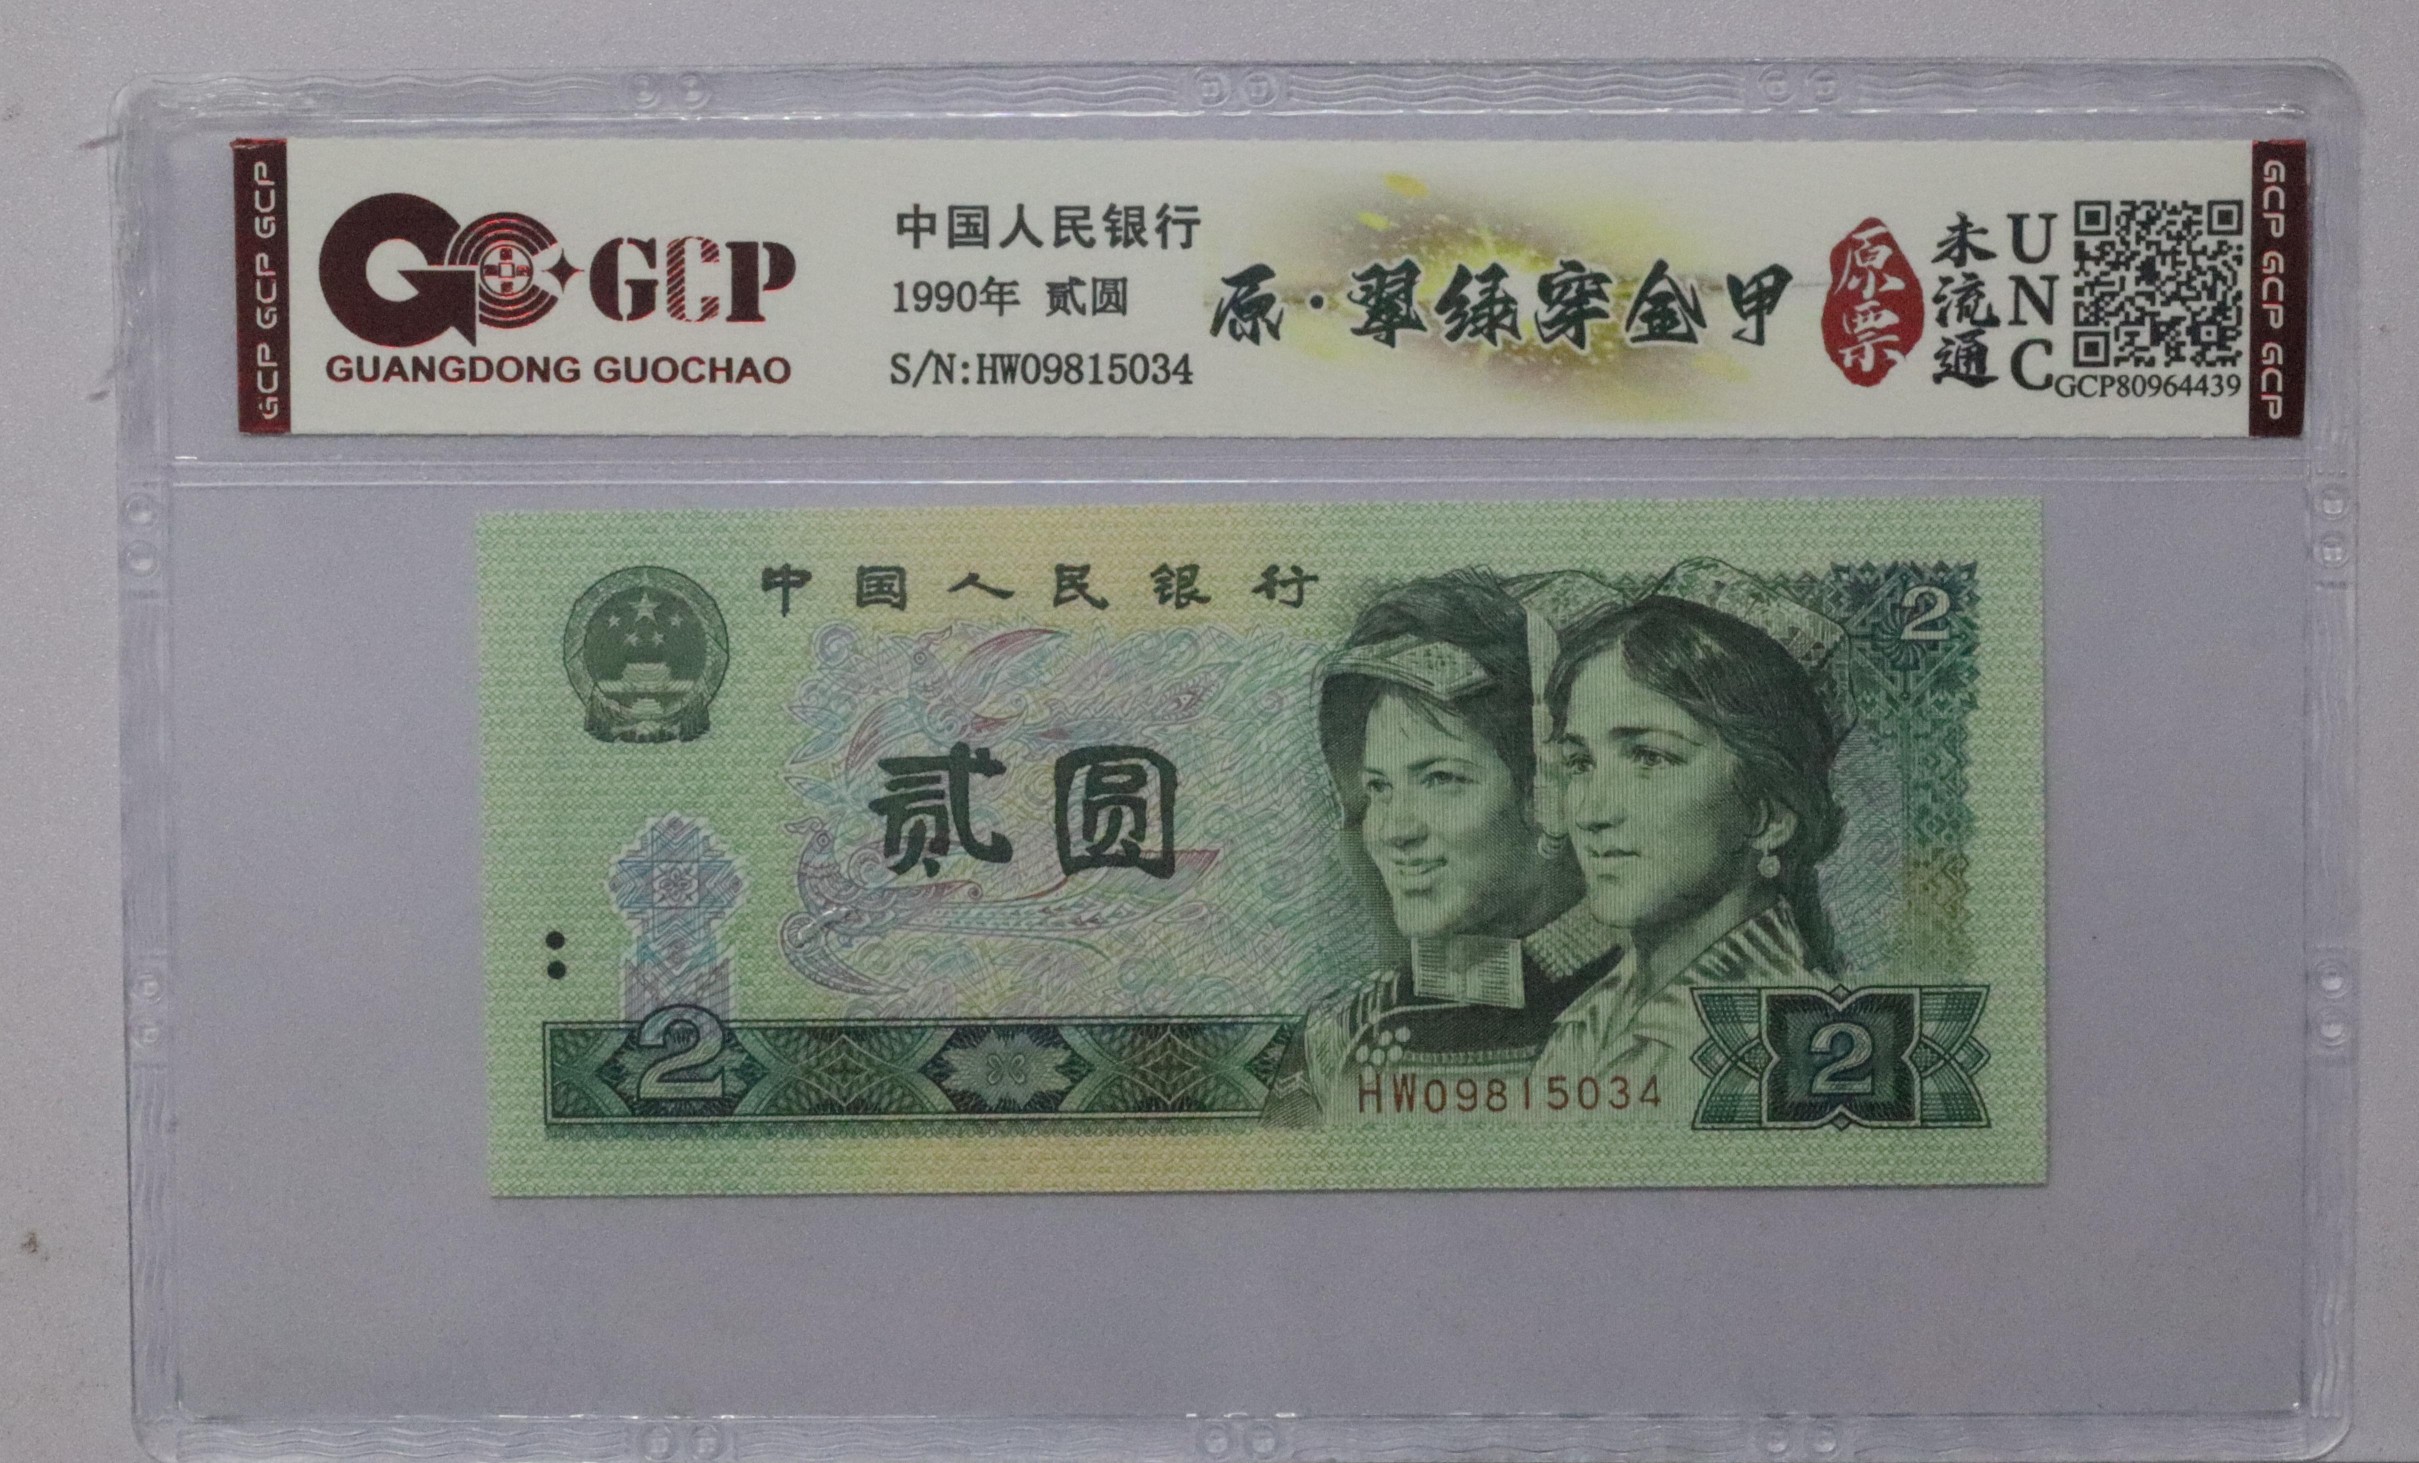 GCP GCP GCP
GCP
GUANGDONG GUOCHAO
中国人民银行
1990年 贰圆
S/N:HW09815034
原·翠绿穿金甲
原票
未流通
UNC
GCP80964439
GCP GCP GCP
中国人民银行
2
贰圆
2
HW09815034
2